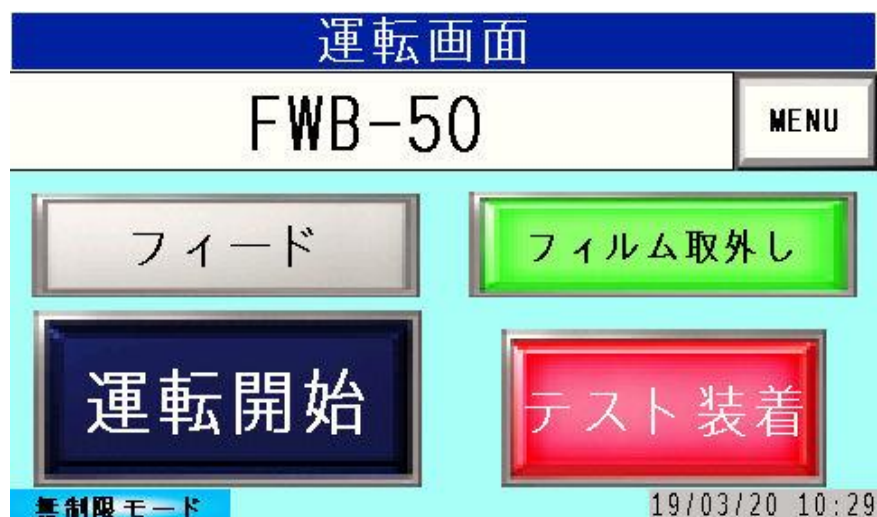 運転画面
FWB-50
MENU
フィード
フィルム取外し
運転開始
テスト装着
無制限モード
19/03/20 10:29